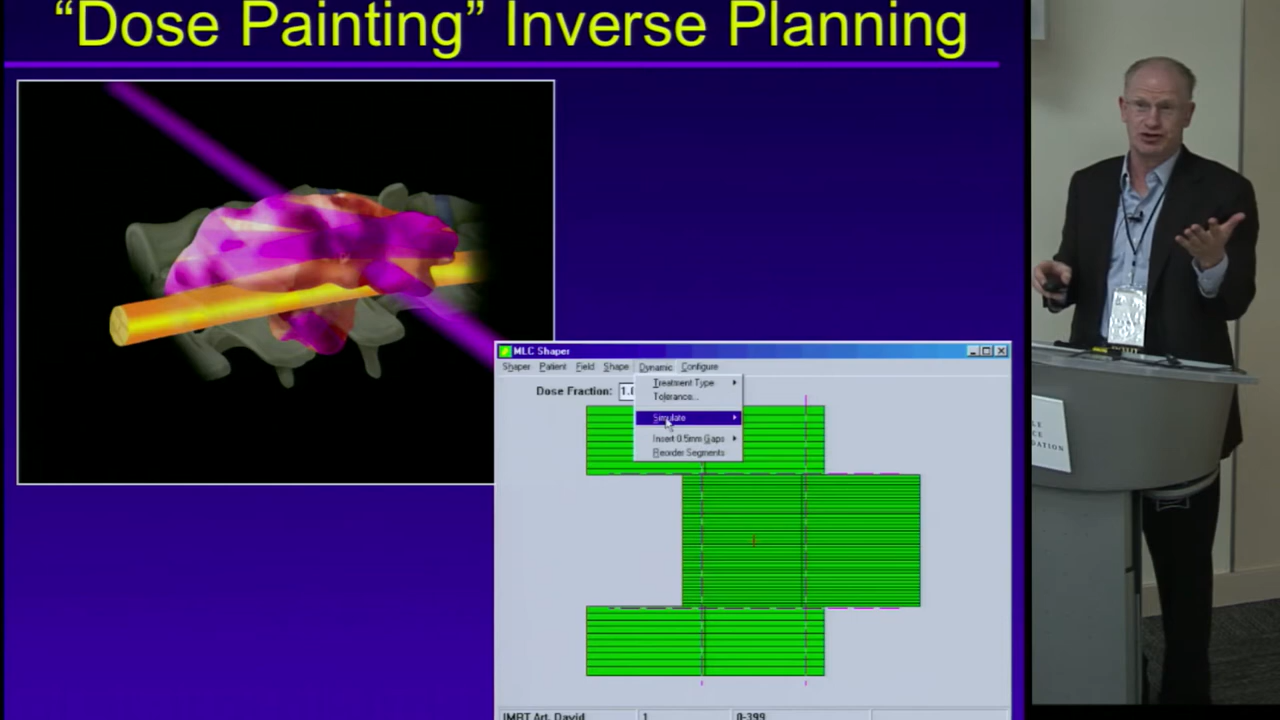 “Dose Painting” Inverse Planning
MLC Shaper
Shaper Patient Field Shape Dynamic Configure
Dose Fraction:
Treatment Type
Tolerance...
Simulate
Insert 0.5mm Gaps
Reorder Segments
IMRT Art, David 1 0-399